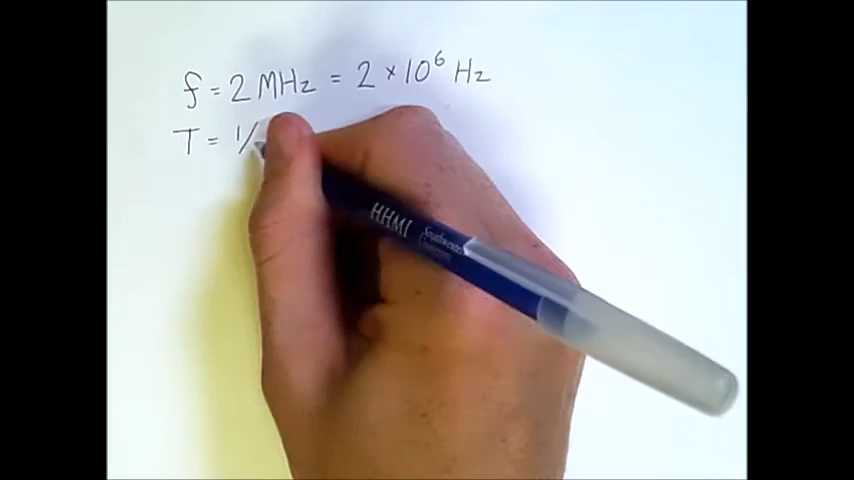 f = 2 MHz = 2 × 10⁶ Hz
T = 1/
HHMI